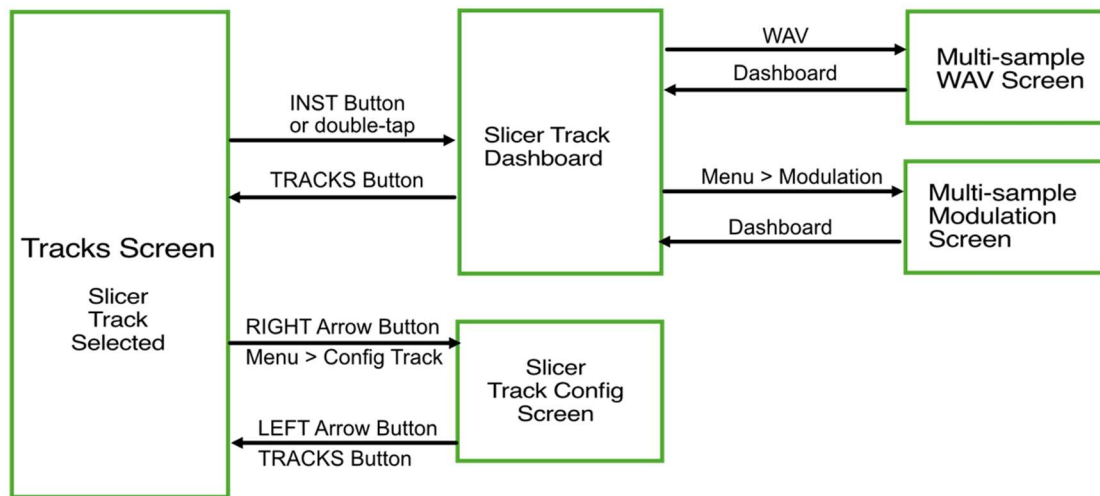 Tracks Screen
Slicer
Track
Selected
INST Button
or double-tap
TRACKS Button
RIGHT Arrow Button
Menu > Config Track
LEFT Arrow Button
TRACKS Button
Slicer Track
Dashboard
Slicer
Track Config
Screen
WAV
Dashboard
Menu > Modulation
Dashboard
Multi-sample
WAV Screen
Multi-sample
Modulation
Screen